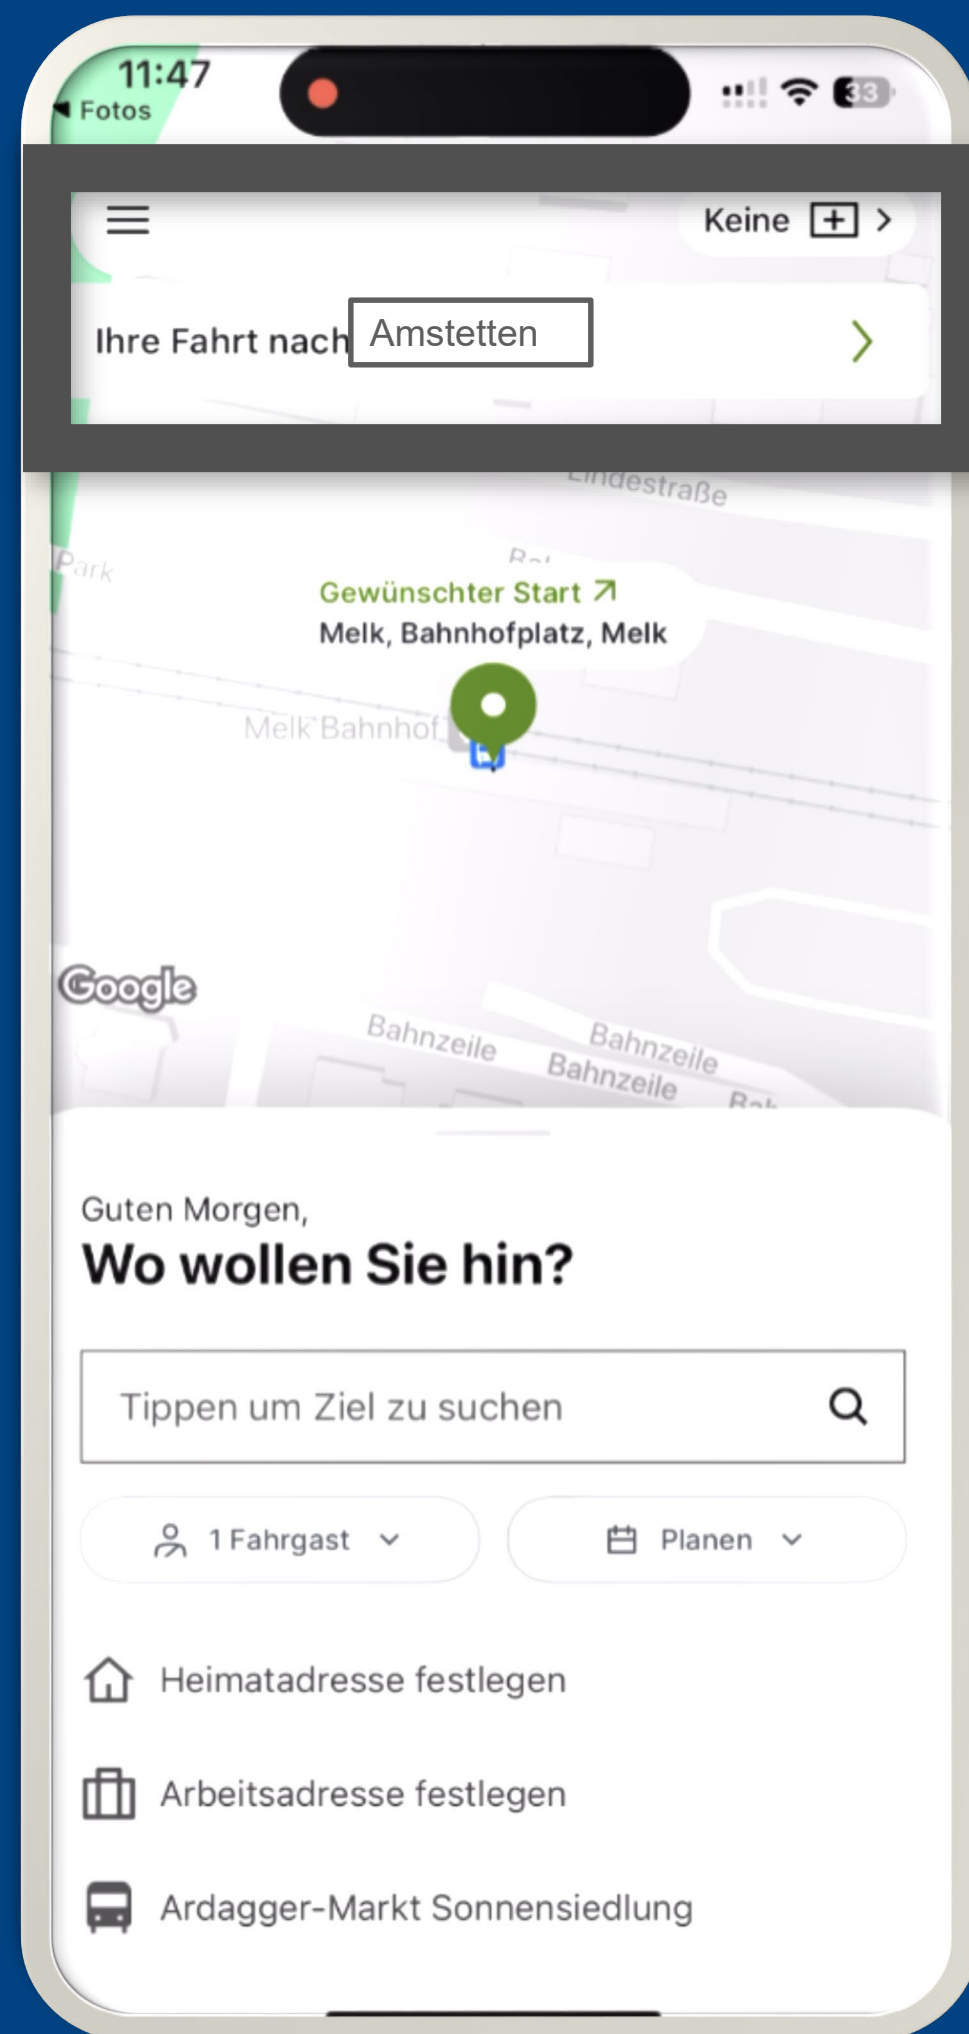 11:47
Fotos
33
Keine
Ihre Fahrt nach Amstetten
Lindestraße
Park
Gewünschter Start
Melk, Bahnhofplatz, Melk
Melk Bahnhof
Google
Bahnzeile
Bahnzeile
Bahnzeile
Guten Morgen,
Wo wollen Sie hin?
Tippen um Ziel zu suchen
1 Fahrgast
Planen
Heimatadresse festlegen
Arbeitsadresse festlegen
Ardagger-Markt Sonnensiedlung